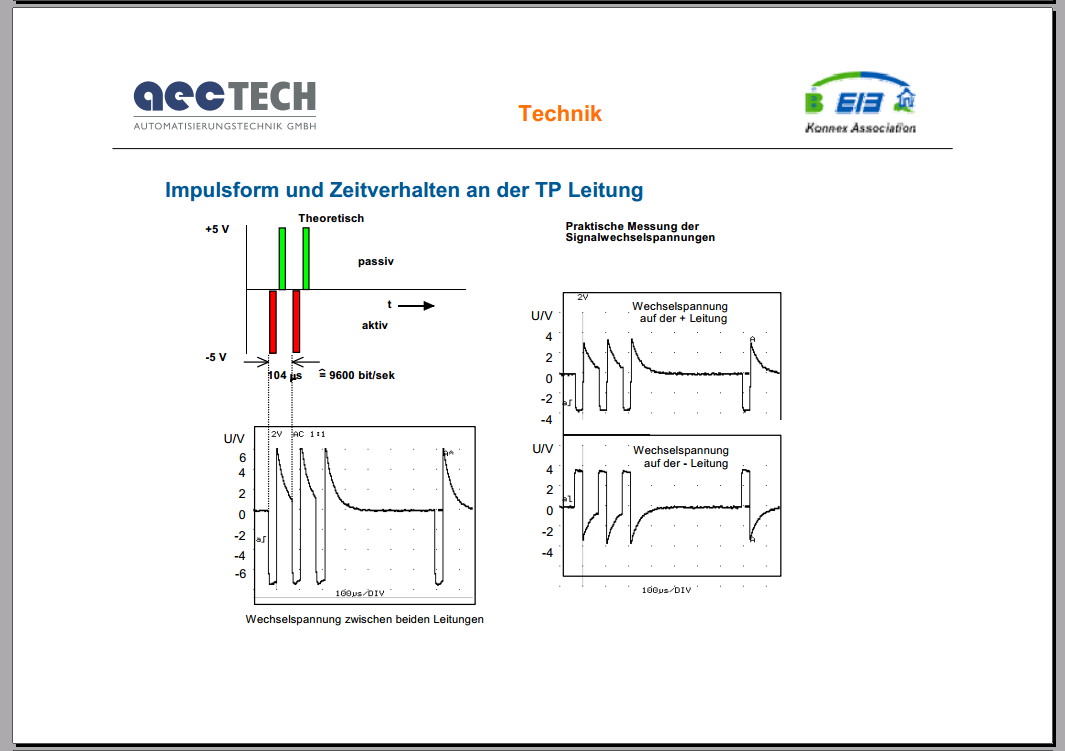 aecTECH
AUTOMATISIERUNGSTECHNIK GMBH
Technik
B EIB
Konnex Association
Impulsform und Zeitverhalten an der TP Leitung
Theoretisch
+5 V
passiv
t
aktiv
-5 V
104 µs ≙ 9600 bit/sek
U/V
2V AC 1:1
6
4
2
0
-2
-4
-6
100µs/DIV
Wechselspannung zwischen beiden Leitungen
Praktische Messung der
Signalwechselspannungen
2V
Wechselspannung
auf der + Leitung
U/V
4
2
0
-2
-4
A
U/V
Wechselspannung
auf der - Leitung
4
2
0
-2
-4
A
100µs/DIV